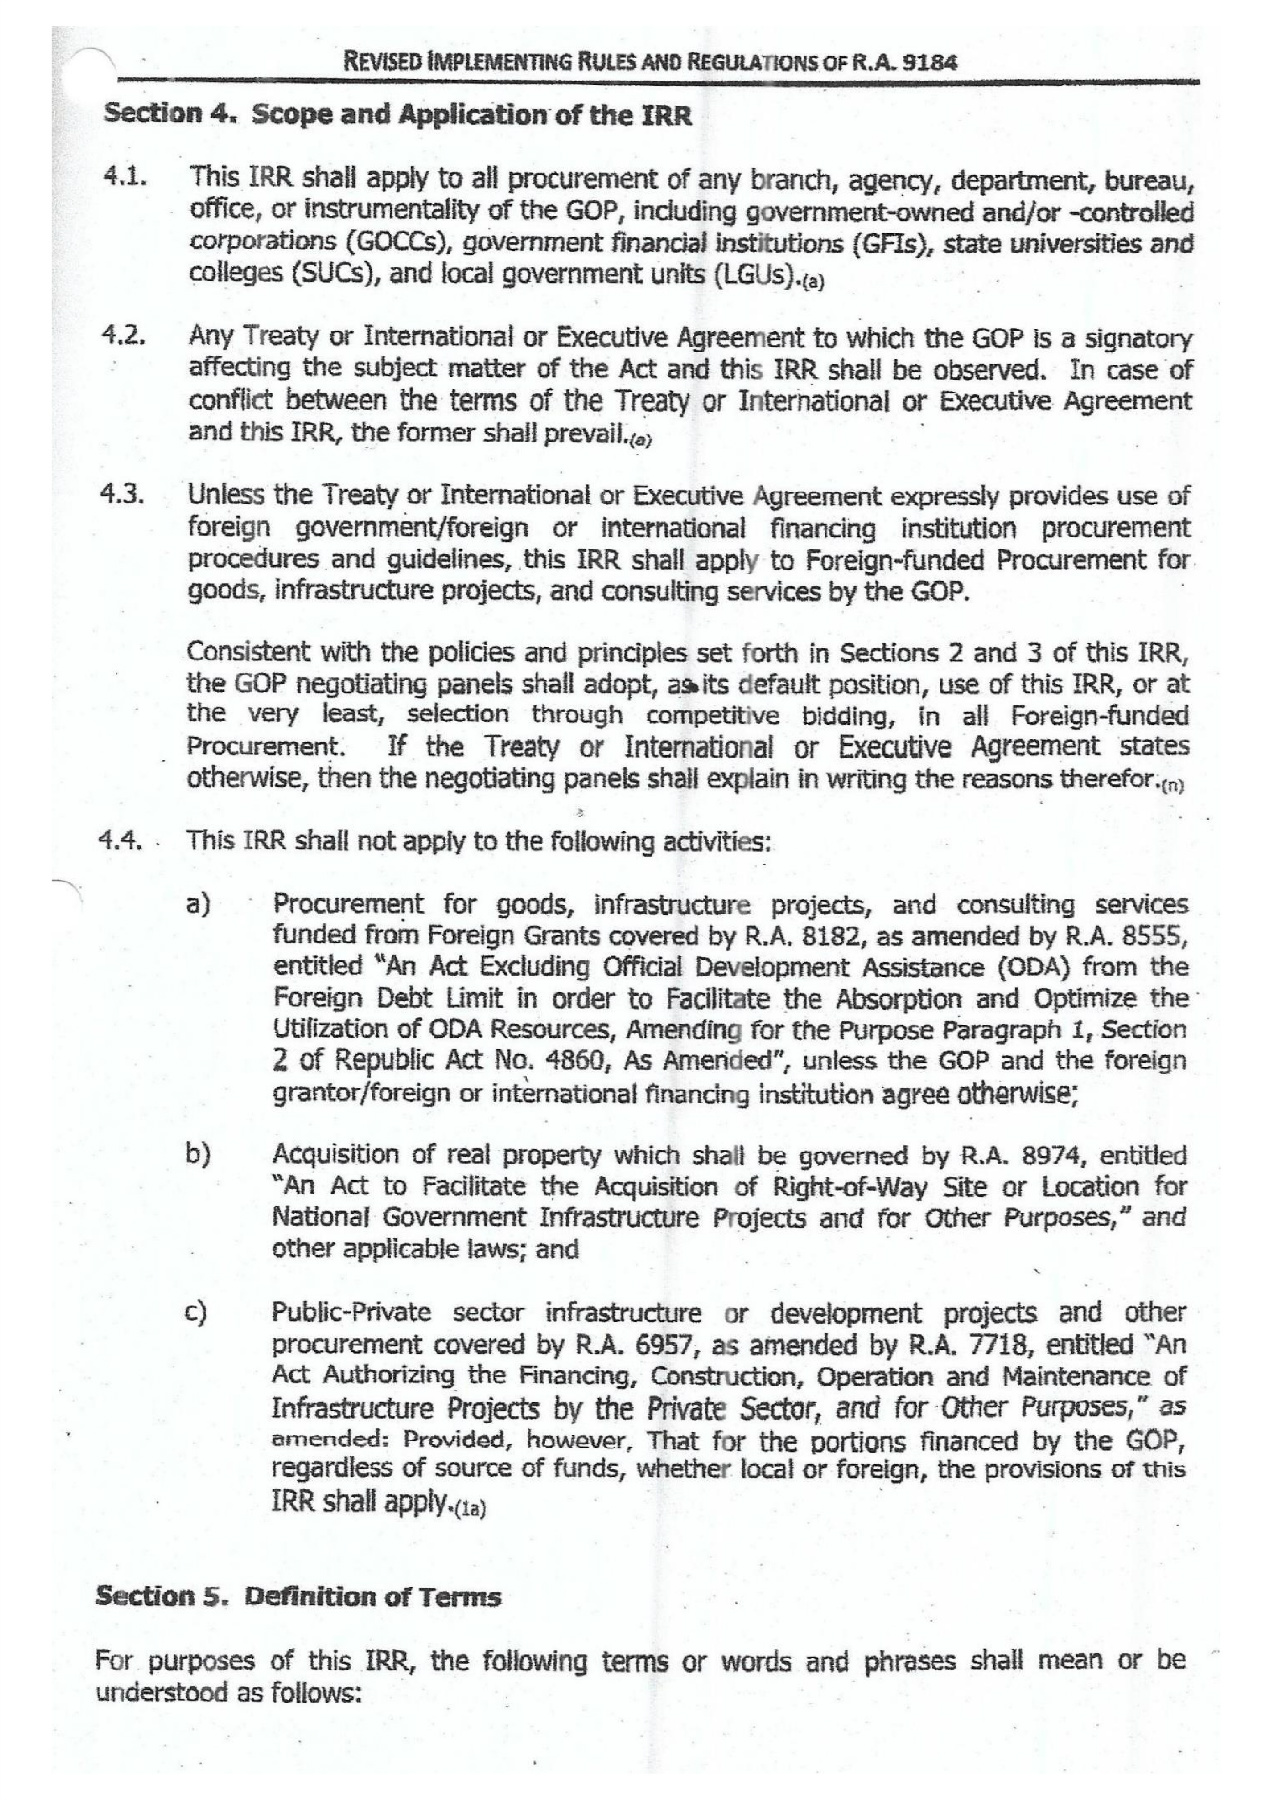 REVISED IMPLEMENTING RULES AND REGULATIONS OF R.A. 9184
Section 4. Scope and Application of the IRR
4.1. This IRR shall apply to all procurement of any branch, agency, department, bureau,
office, or instrumentality of the GOP, including government-owned and/or -controlled
corporations (GOCCs), government financial institutions (GFIs), state universities and
colleges (SUCs), and local government units (LGUs).(a)
4.2. Any Treaty or International or Executive Agreement to which the GOP is a signatory
affecting the subject matter of the Act and this IRR shall be observed. In case of
conflict between the terms of the Treaty or International or Executive Agreement
and this IRR, the former shall prevail.(a)
4.3. Unless the Treaty or International or Executive Agreement expressly provides use of
foreign government/foreign or international financing institution procurement
procedures and guidelines, this IRR shall apply to Foreign-funded Procurement for
goods, infrastructure projects, and consulting services by the GOP.
Consistent with the policies and principles set forth in Sections 2 and 3 of this IRR,
the GOP negotiating panels shall adopt, as its default position, use of this IRR, or at
the very least, selection through competitive bidding, in all Foreign-funded
Procurement. If the Treaty or International or Executive Agreement states
otherwise, then the negotiating panels shall explain in writing the reasons therefor.(n)
4.4. This IRR shall not apply to the following activities:
a) Procurement for goods, infrastructure projects, and consulting services
funded from Foreign Grants covered by R.A. 8182, as amended by R.A. 8555,
entitled "An Act Excluding Official Development Assistance (ODA) from the
Foreign Debt Limit in order to Facilitate the Absorption and Optimize the
Utilization of ODA Resources, Amending for the Purpose Paragraph 1, Section
2 of Republic Act No. 4860, As Amended", unless the GOP and the foreign
grantor/foreign or international financing institution agree otherwise;
b) Acquisition of real property which shall be governed by R.A. 8974, entitled
"An Act to Facilitate the Acquisition of Right-of-Way Site or Location for
National Government Infrastructure Projects and for Other Purposes," and
other applicable laws; and
c) Public-Private sector infrastructure or development projects and other
procurement covered by R.A. 6957, as amended by R.A. 7718, entitled "An
Act Authorizing the Financing, Construction, Operation and Maintenance of
Infrastructure Projects by the Private Sector, and for Other Purposes," as
amended: Provided, however, That for the portions financed by the GOP,
regardless of source of funds, whether local or foreign, the provisions of this
IRR shall apply.(1a)
Section 5. Definition of Terms
For purposes of this IRR, the following terms or words and phrases shall mean or be
understood as follows: